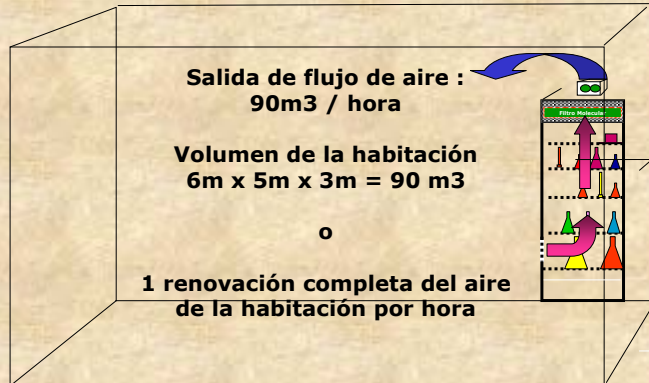 Salida de flujo de aire :
90m3 / hora
Filtro Molecular
Volumen de la habitación
6m x 5m x 3m = 90 m3
o
1 renovación completa del aire
de la habitación por hora